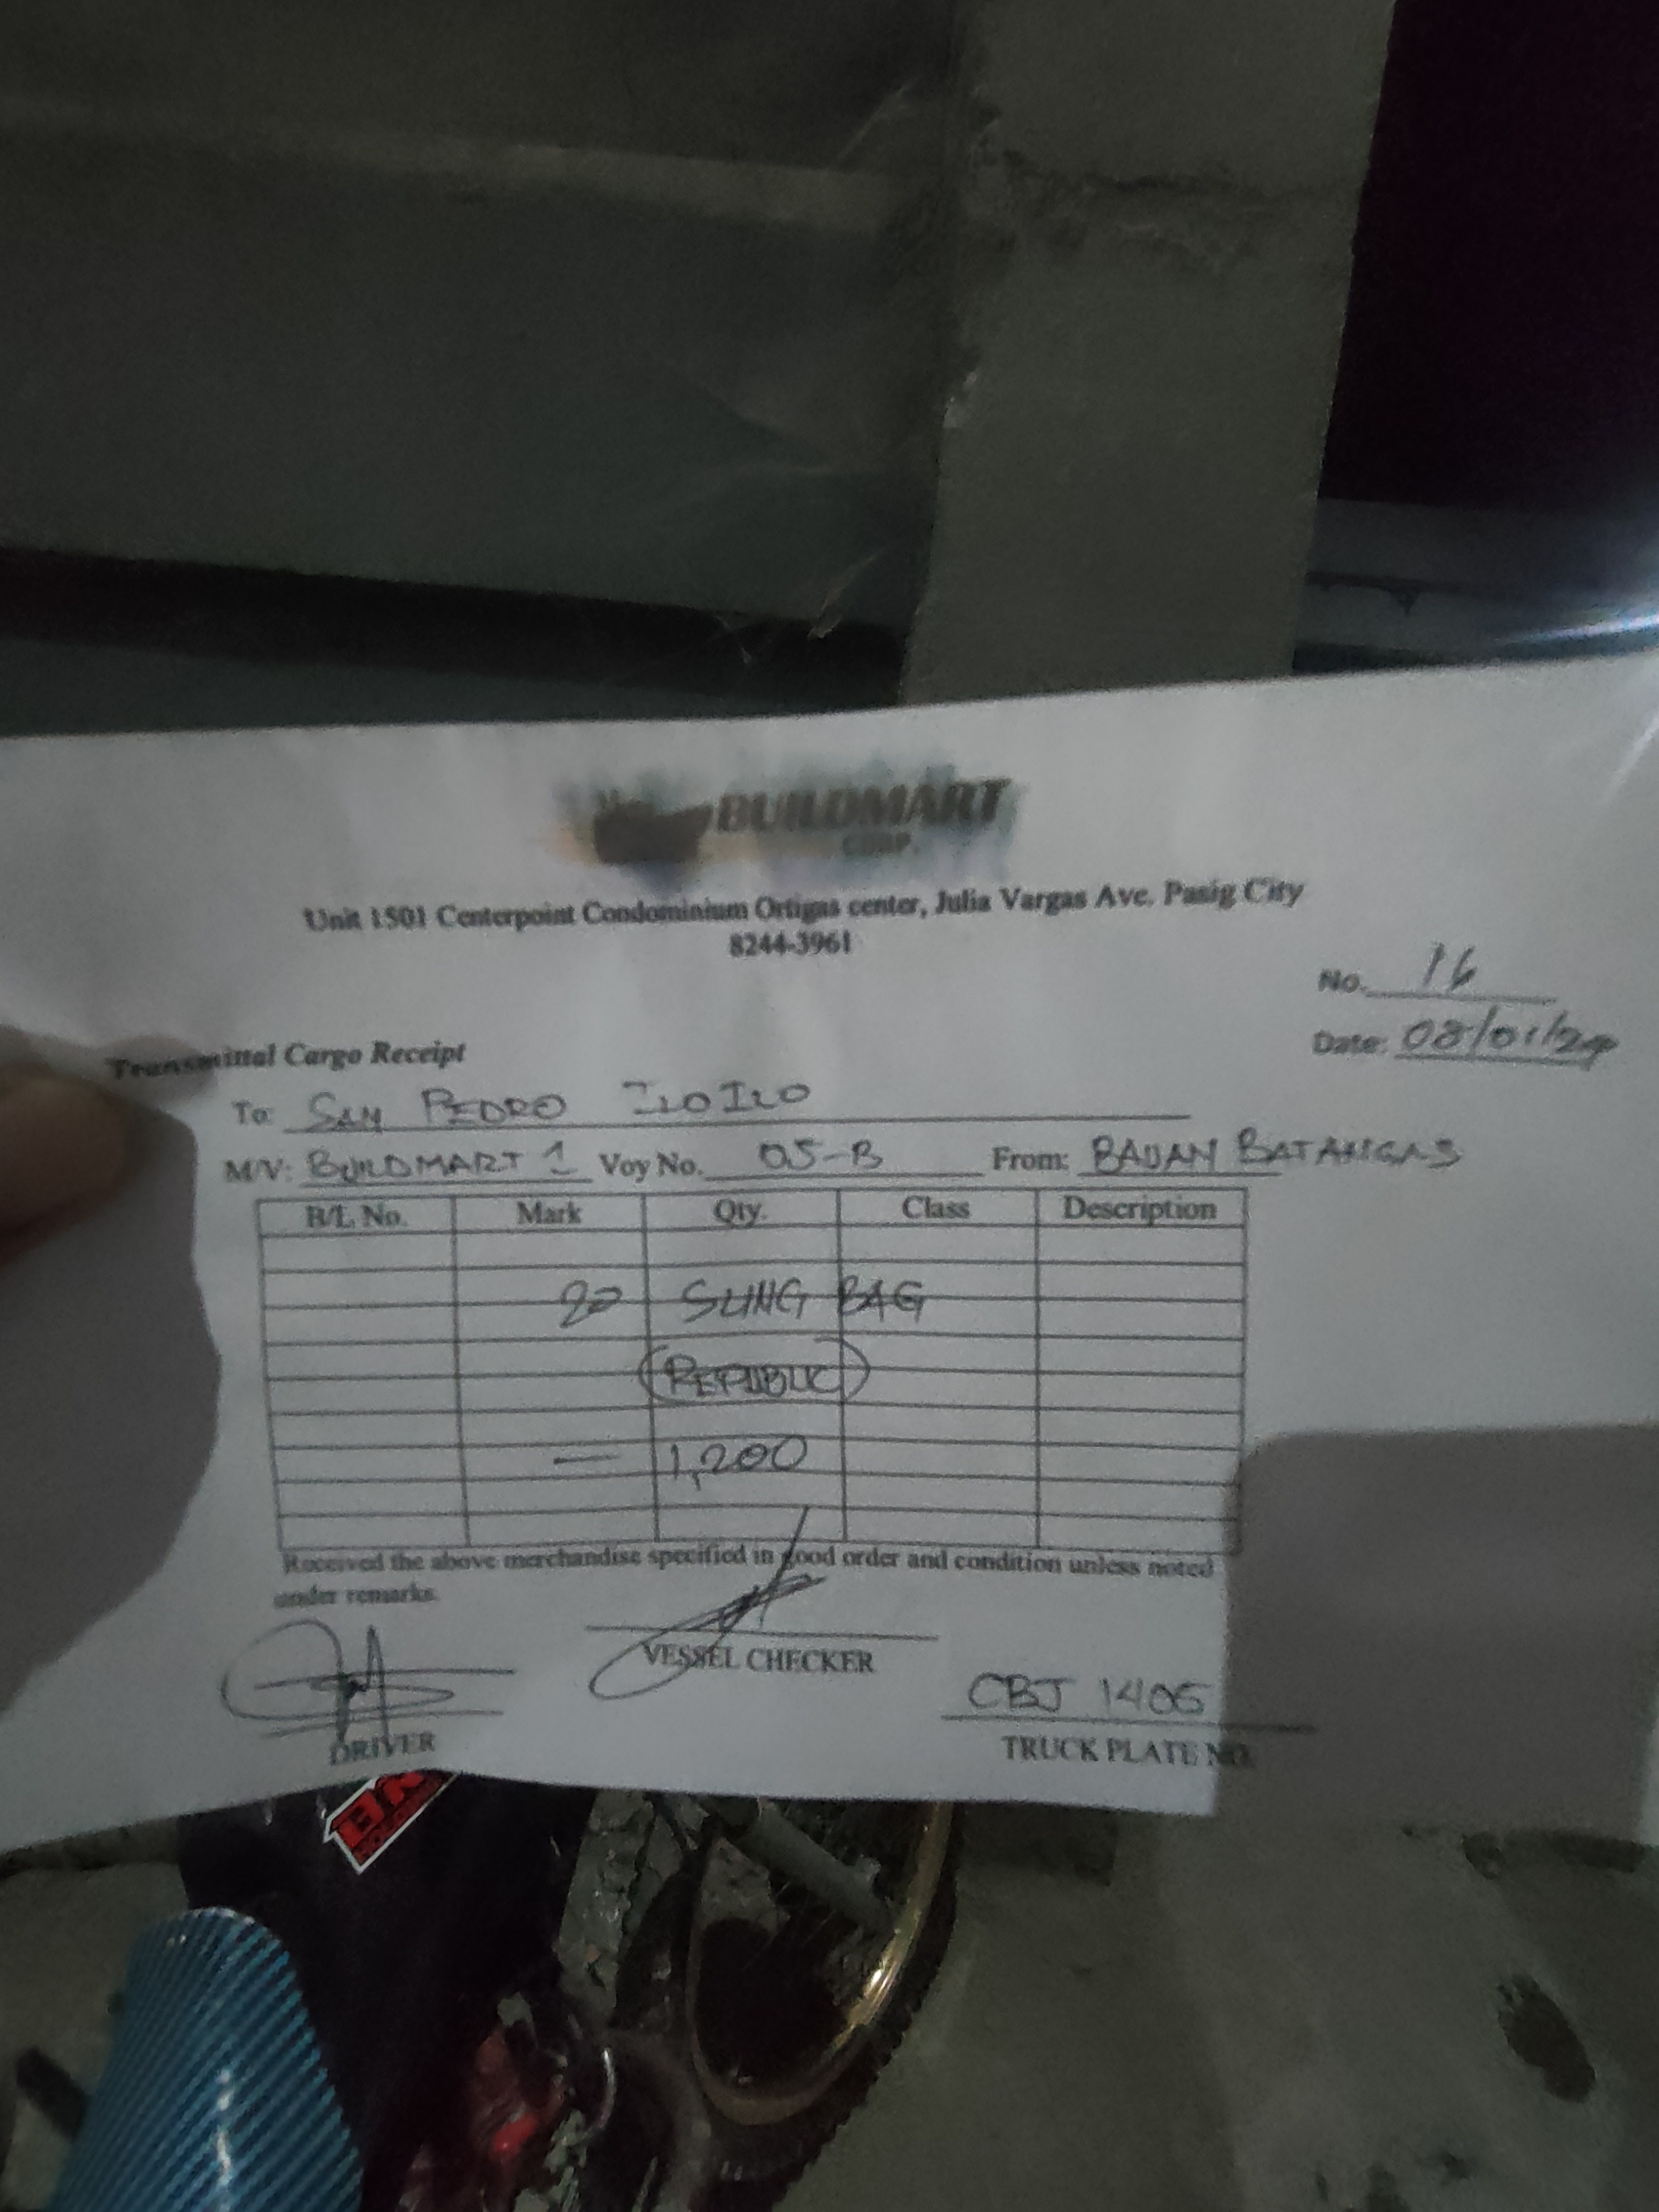 BUILDMART
CORP.
Unit 1501 Centerpoint Condominium Ortigas center, Julia Vargas Ave. Pasig City
8244-3961
No. 16
Date: 08/01/24
Transmittal Cargo Receipt
To: SAN PEDRO ILOILO
M/V: BUILDMART 1 Voy No. 05-B From: BAUAN BATANGAS
B/L No. Mark Qty. Class Description
20 SLING BAG
(REPUBLIC)
— 1,200
Received the above merchandise specified in good order and condition unless noted
under remarks.
VESSEL CHECKER
CBJ 1406
DRIVER
TRUCK PLATE NO.